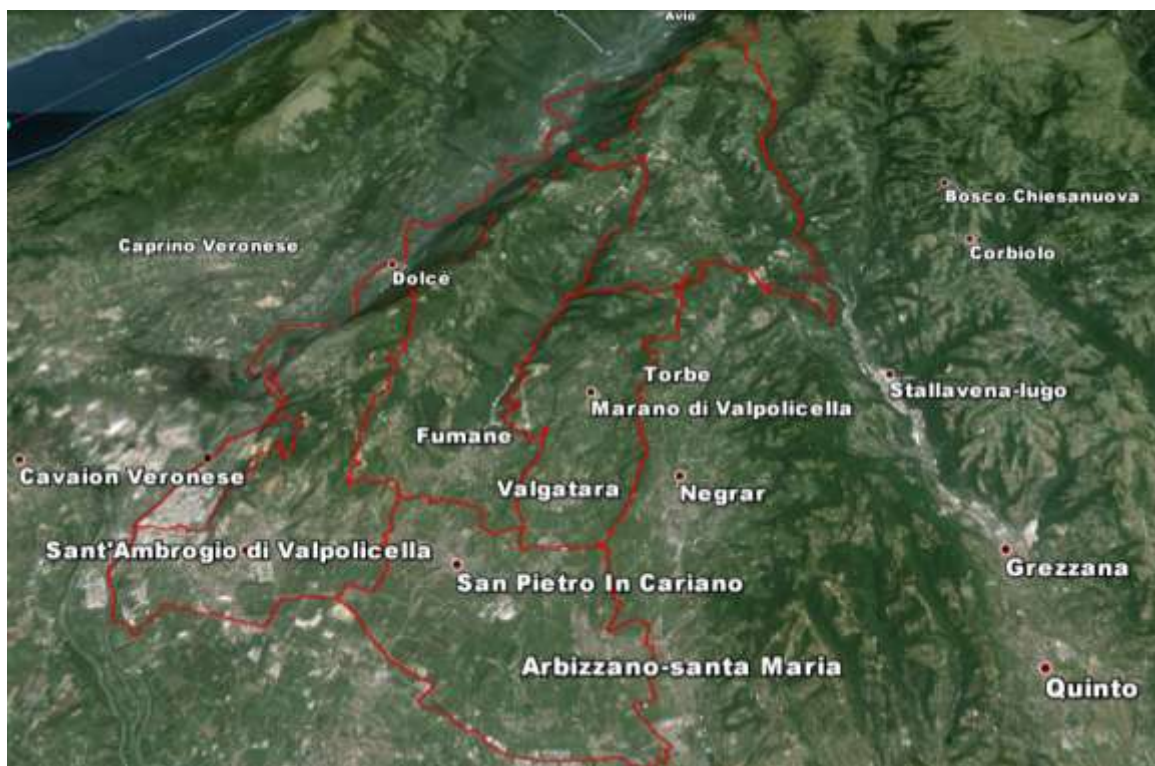 Avio
Bosco Chiesanuova
Caprino Veronese
Corbiolo
Dolcè
Torbe
Stallavena-lugo
Marano di Valpolicella
Fumane
Cavaion Veronese
Valgatara
Negrar
Sant'Ambrogio di Valpolicella
San Pietro In Cariano
Grezzana
Arbizzano-santa Maria
Quinto